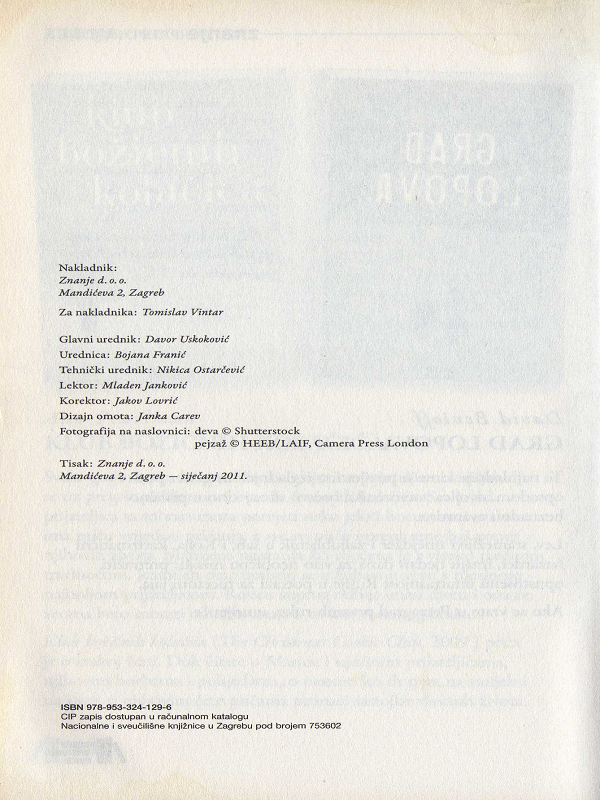 Nakladnik:
Znanje d. o. o.
Mandićeva 2, Zagreb
Za nakladnika: Tomislav Vintar
Glavni urednik: Davor Uskoković
Urednica: Bojana Franić
Tehnički urednik: Nikica Ostarčević
Lektor: Mladen Janković
Korektor: Jakov Lovrić
Dizajn omota: Janka Carev
Fotografija na naslovnici: deva © Shutterstock
pejzaž © HEEB/LAIF, Camera Press London
Tisak: Znanje d. o. o.
Mandićeva 2, Zagreb — siječanj 2011.
ISBN 978-953-324-129-6
CIP zapis dostupan u računalnom katalogu
Nacionalne i sveučilišne knjižnice u Zagrebu pod brojem 753602